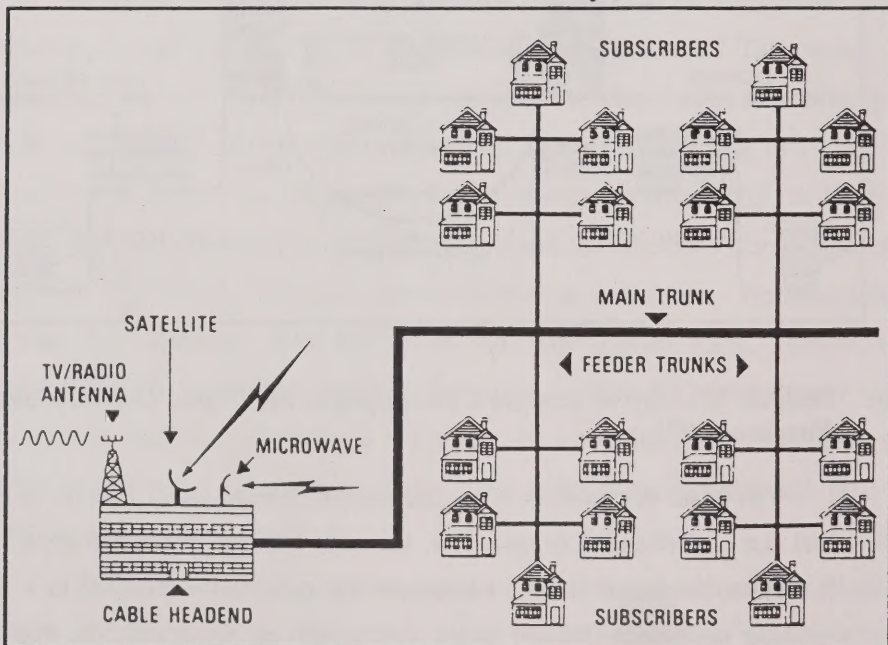 SUBSCRIBERS
MAIN TRUNK
SATELLITE
FEEDER TRUNKS
TV/RADIO
ANTENNA
MICROWAVE
CABLE HEADEND
SUBSCRIBERS